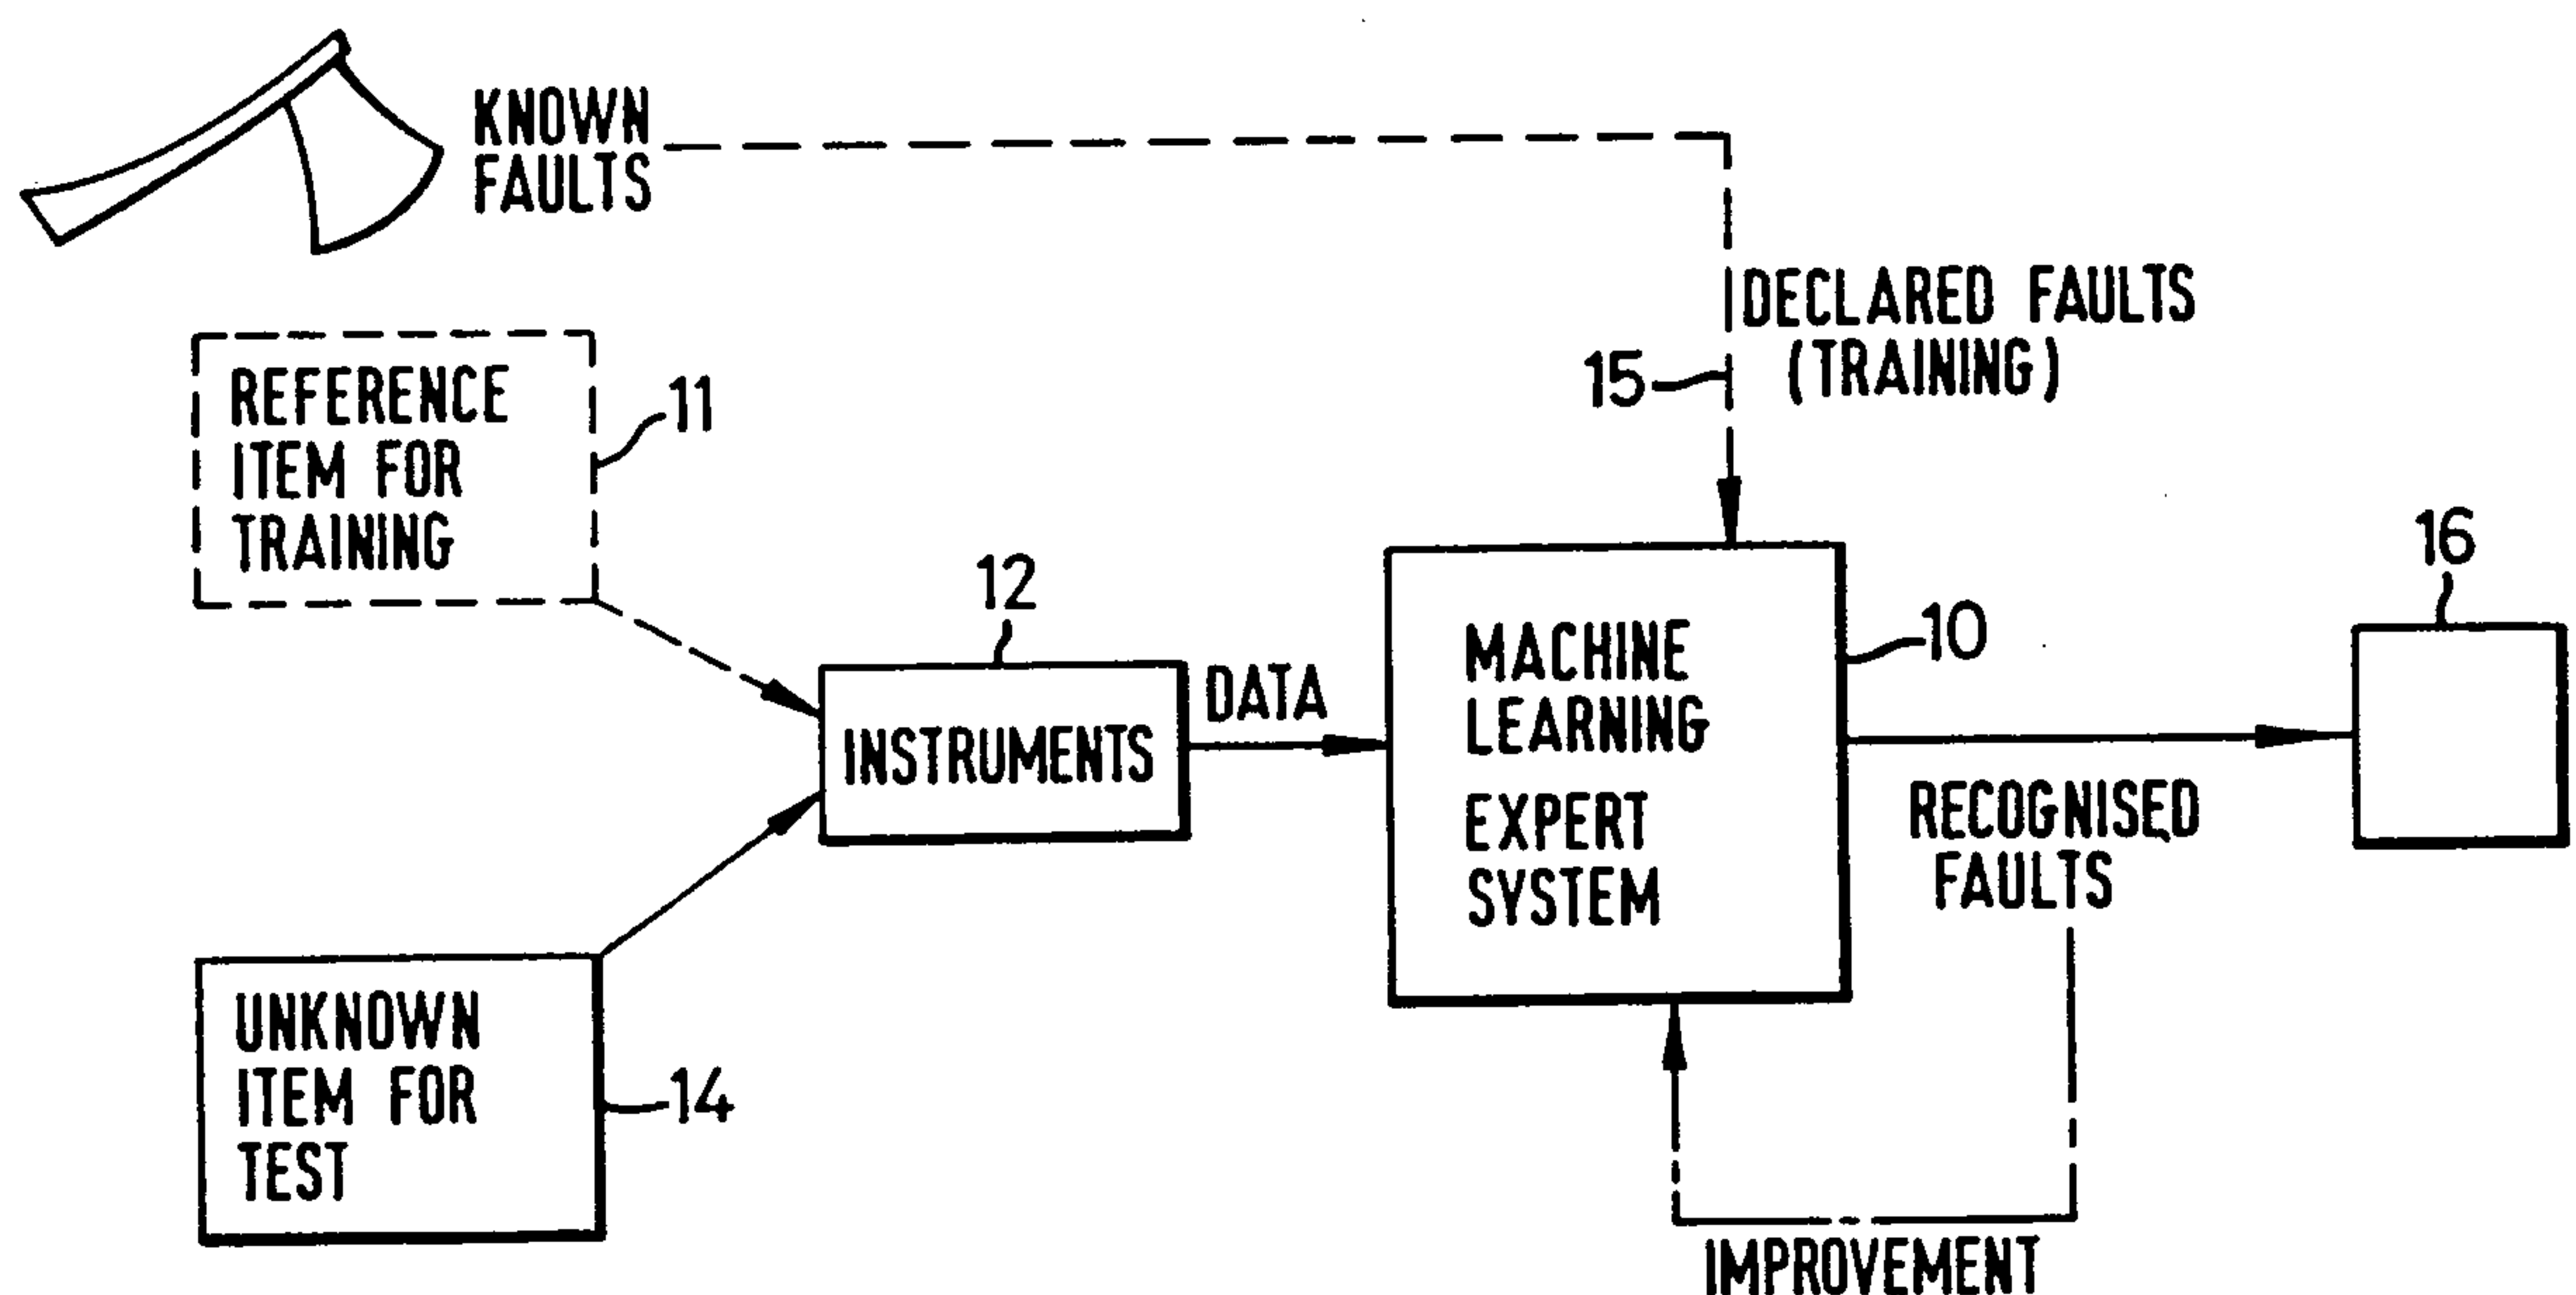 KNOWN
FAULTS
DECLARED FAULTS
(TRAINING)
15
REFERENCE
ITEM FOR
TRAINING
11
12
INSTRUMENTS
DATA
MACHINE
LEARNING
EXPERT
SYSTEM
10
16
RECOGNISED
FAULTS
UNKNOWN
ITEM FOR
TEST
14
IMPROVEMENT